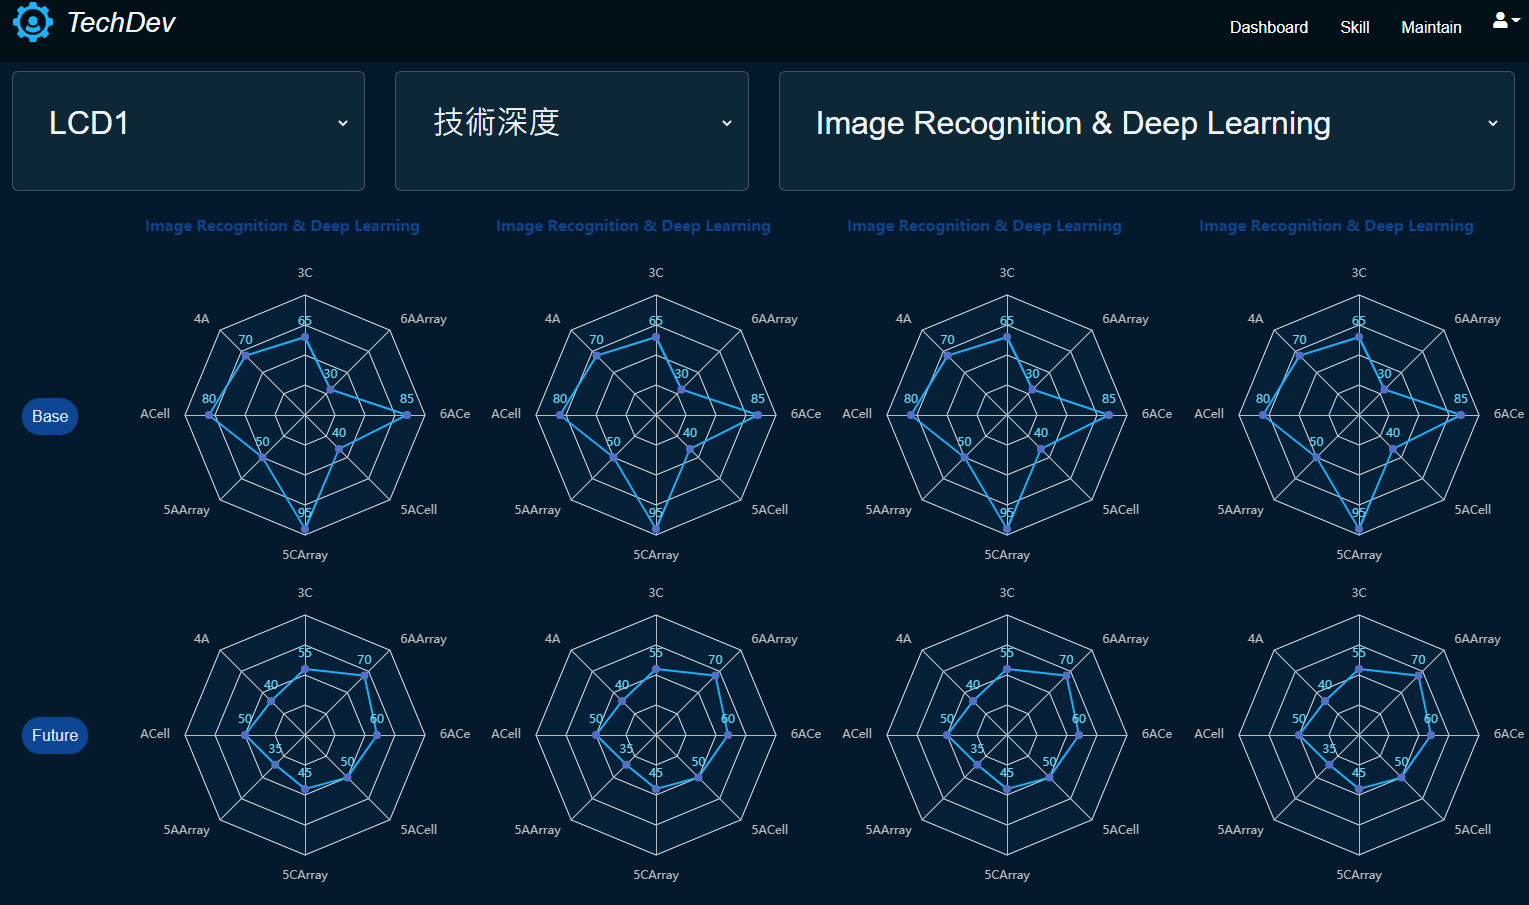 TechDev
Dashboard Skill Maintain
LCD1 技術深度 Image Recognition & Deep Learning
Image Recognition & Deep Learning Image Recognition & Deep Learning Image Recognition & Deep Learning Image Recognition & Deep Learning
Base
3C
4A 6AArray
65
70
30
80 85
ACell 6ACe
50 40
5AArray 5ACell
95
5CArray
3C
4A 6AArray
65
70
30
80 85
ACell 6ACe
50 40
5AArray 5ACell
95
5CArray
3C
4A 6AArray
65
70
30
80 85
ACell 6ACe
50 40
5AArray 5ACell
95
5CArray
3C
4A 6AArray
65
70
30
80 85
ACell 6ACe
50 40
5AArray 5ACell
95
5CArray
Future
3C
4A 6AArray
55 70
40
50 60
ACell 6ACe
35 50
45
5AArray 5ACell
5CArray
3C
4A 6AArray
55 70
40
50 60
ACell 6ACe
35 50
45
5AArray 5ACell
5CArray
3C
4A 6AArray
55 70
40
50 60
ACell 6ACe
35 50
45
5AArray 5ACell
5CArray
3C
4A 6AArray
55 70
40
50 60
ACell 6ACe
35 50
45
5AArray 5ACell
5CArray